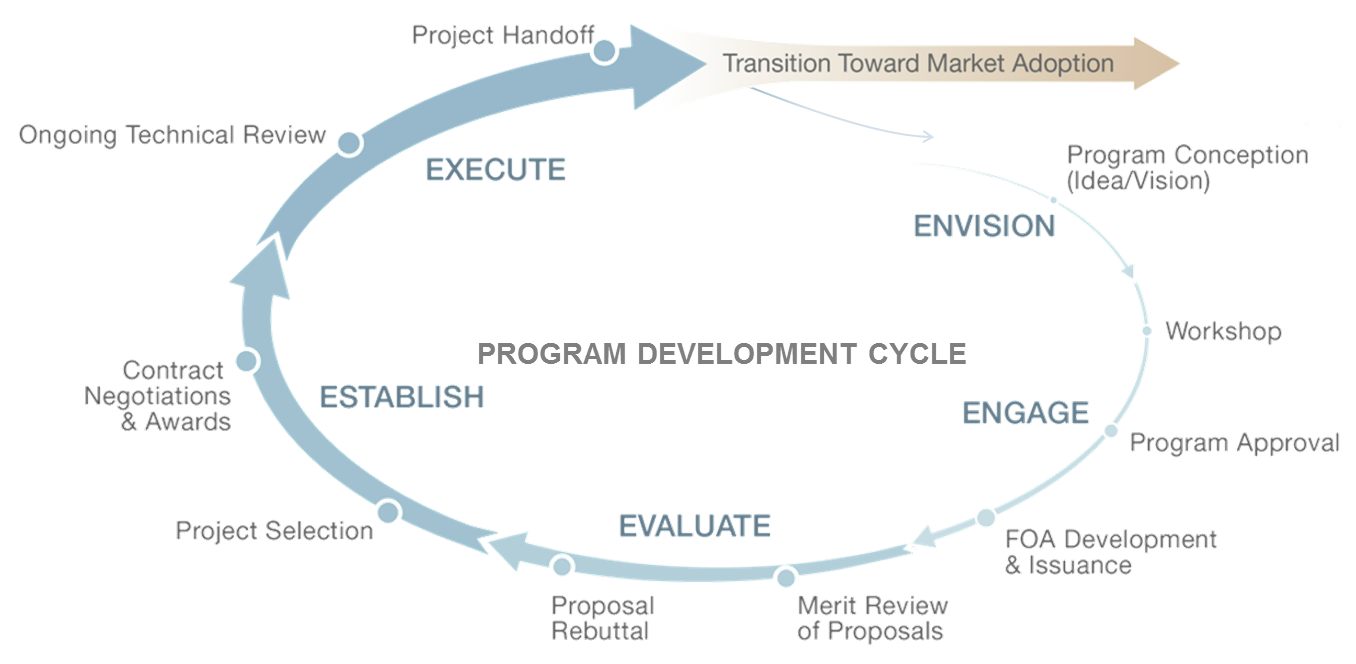 Project Handoff
Transition Toward Market Adoption
Ongoing Technical Review
EXECUTE
Program Conception
(Idea/Vision)
ENVISION
Workshop
PROGRAM DEVELOPMENT CYCLE
Contract
Negotiations
& Awards
ESTABLISH
ENGAGE
Program Approval
Project Selection
EVALUATE
FOA Development
& Issuance
Proposal
Rebuttal
Merit Review
of Proposals